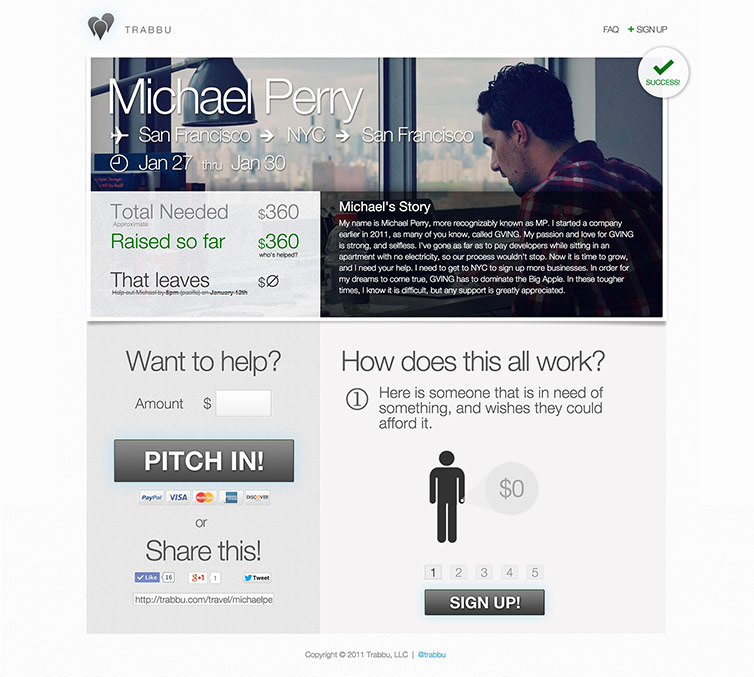 TRABBU
FAQ + SIGN UP
SUCCESS!
Michael Perry
San Francisco → NYC → San Francisco
Jan 27 thru Jan 30
Total Needed $360
Approximate
Raised so far $360
who's helped?
That leaves $Ø
Help out Michael by 5pm (pacific) on January 12th
Michael's Story
My name is Michael Perry, more recognizably known as MP. I started a company
earlier in 2011, as many of you know, called GVING. My passion and love for GVING
is strong, and selfless. I've gone as far as to pay developers while sitting in an
apartment with no electricity, so our process wouldn't stop. Now it is time to grow,
and I need your help. I need to get to NYC to sign up more businesses. In order for
my dreams to come true, GVING has to dominate the Big Apple. In these tougher
times, I know it is difficult, but any support is greatly appreciated.
Want to help?
Amount $
PITCH IN!
PayPal VISA MasterCard DISCOVER
or
Share this!
Like 16 g+1 1 Tweet
http://trabbu.com/travel/michaelpe
How does this all work?
① Here is someone that is in need of
something, and wishes they could
afford it.
$0
1 2 3 4 5
SIGN UP!
Copyright © 2011 Trabbu, LLC | @trabbu